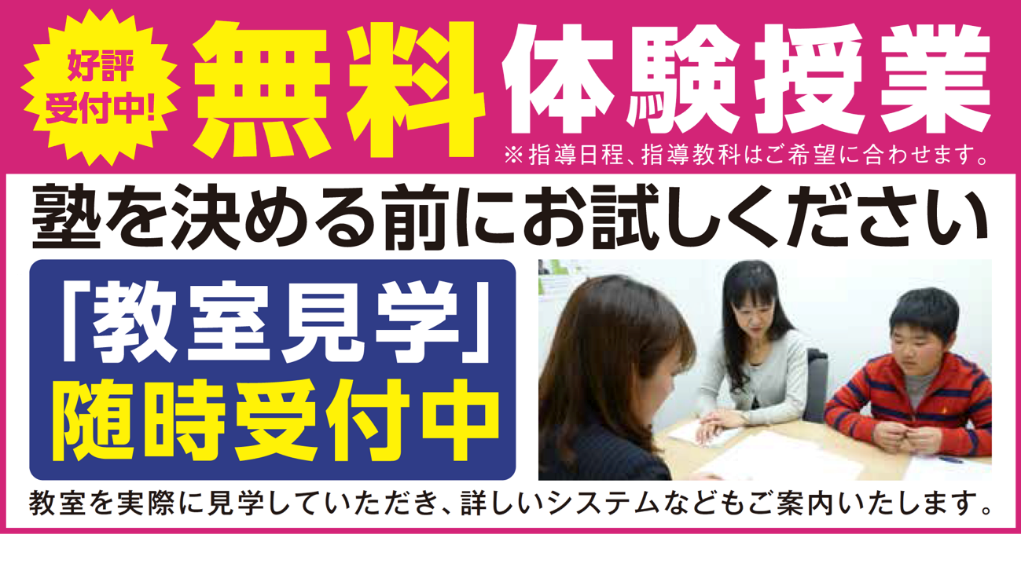 好評
受付中!
無料体験授業
※指導日程、指導教科はご希望に合わせます。
塾を決める前にお試しください
「教室見学」
随時受付中
教室を実際に見学していただき、詳しいシステムなどもご案内いたします。